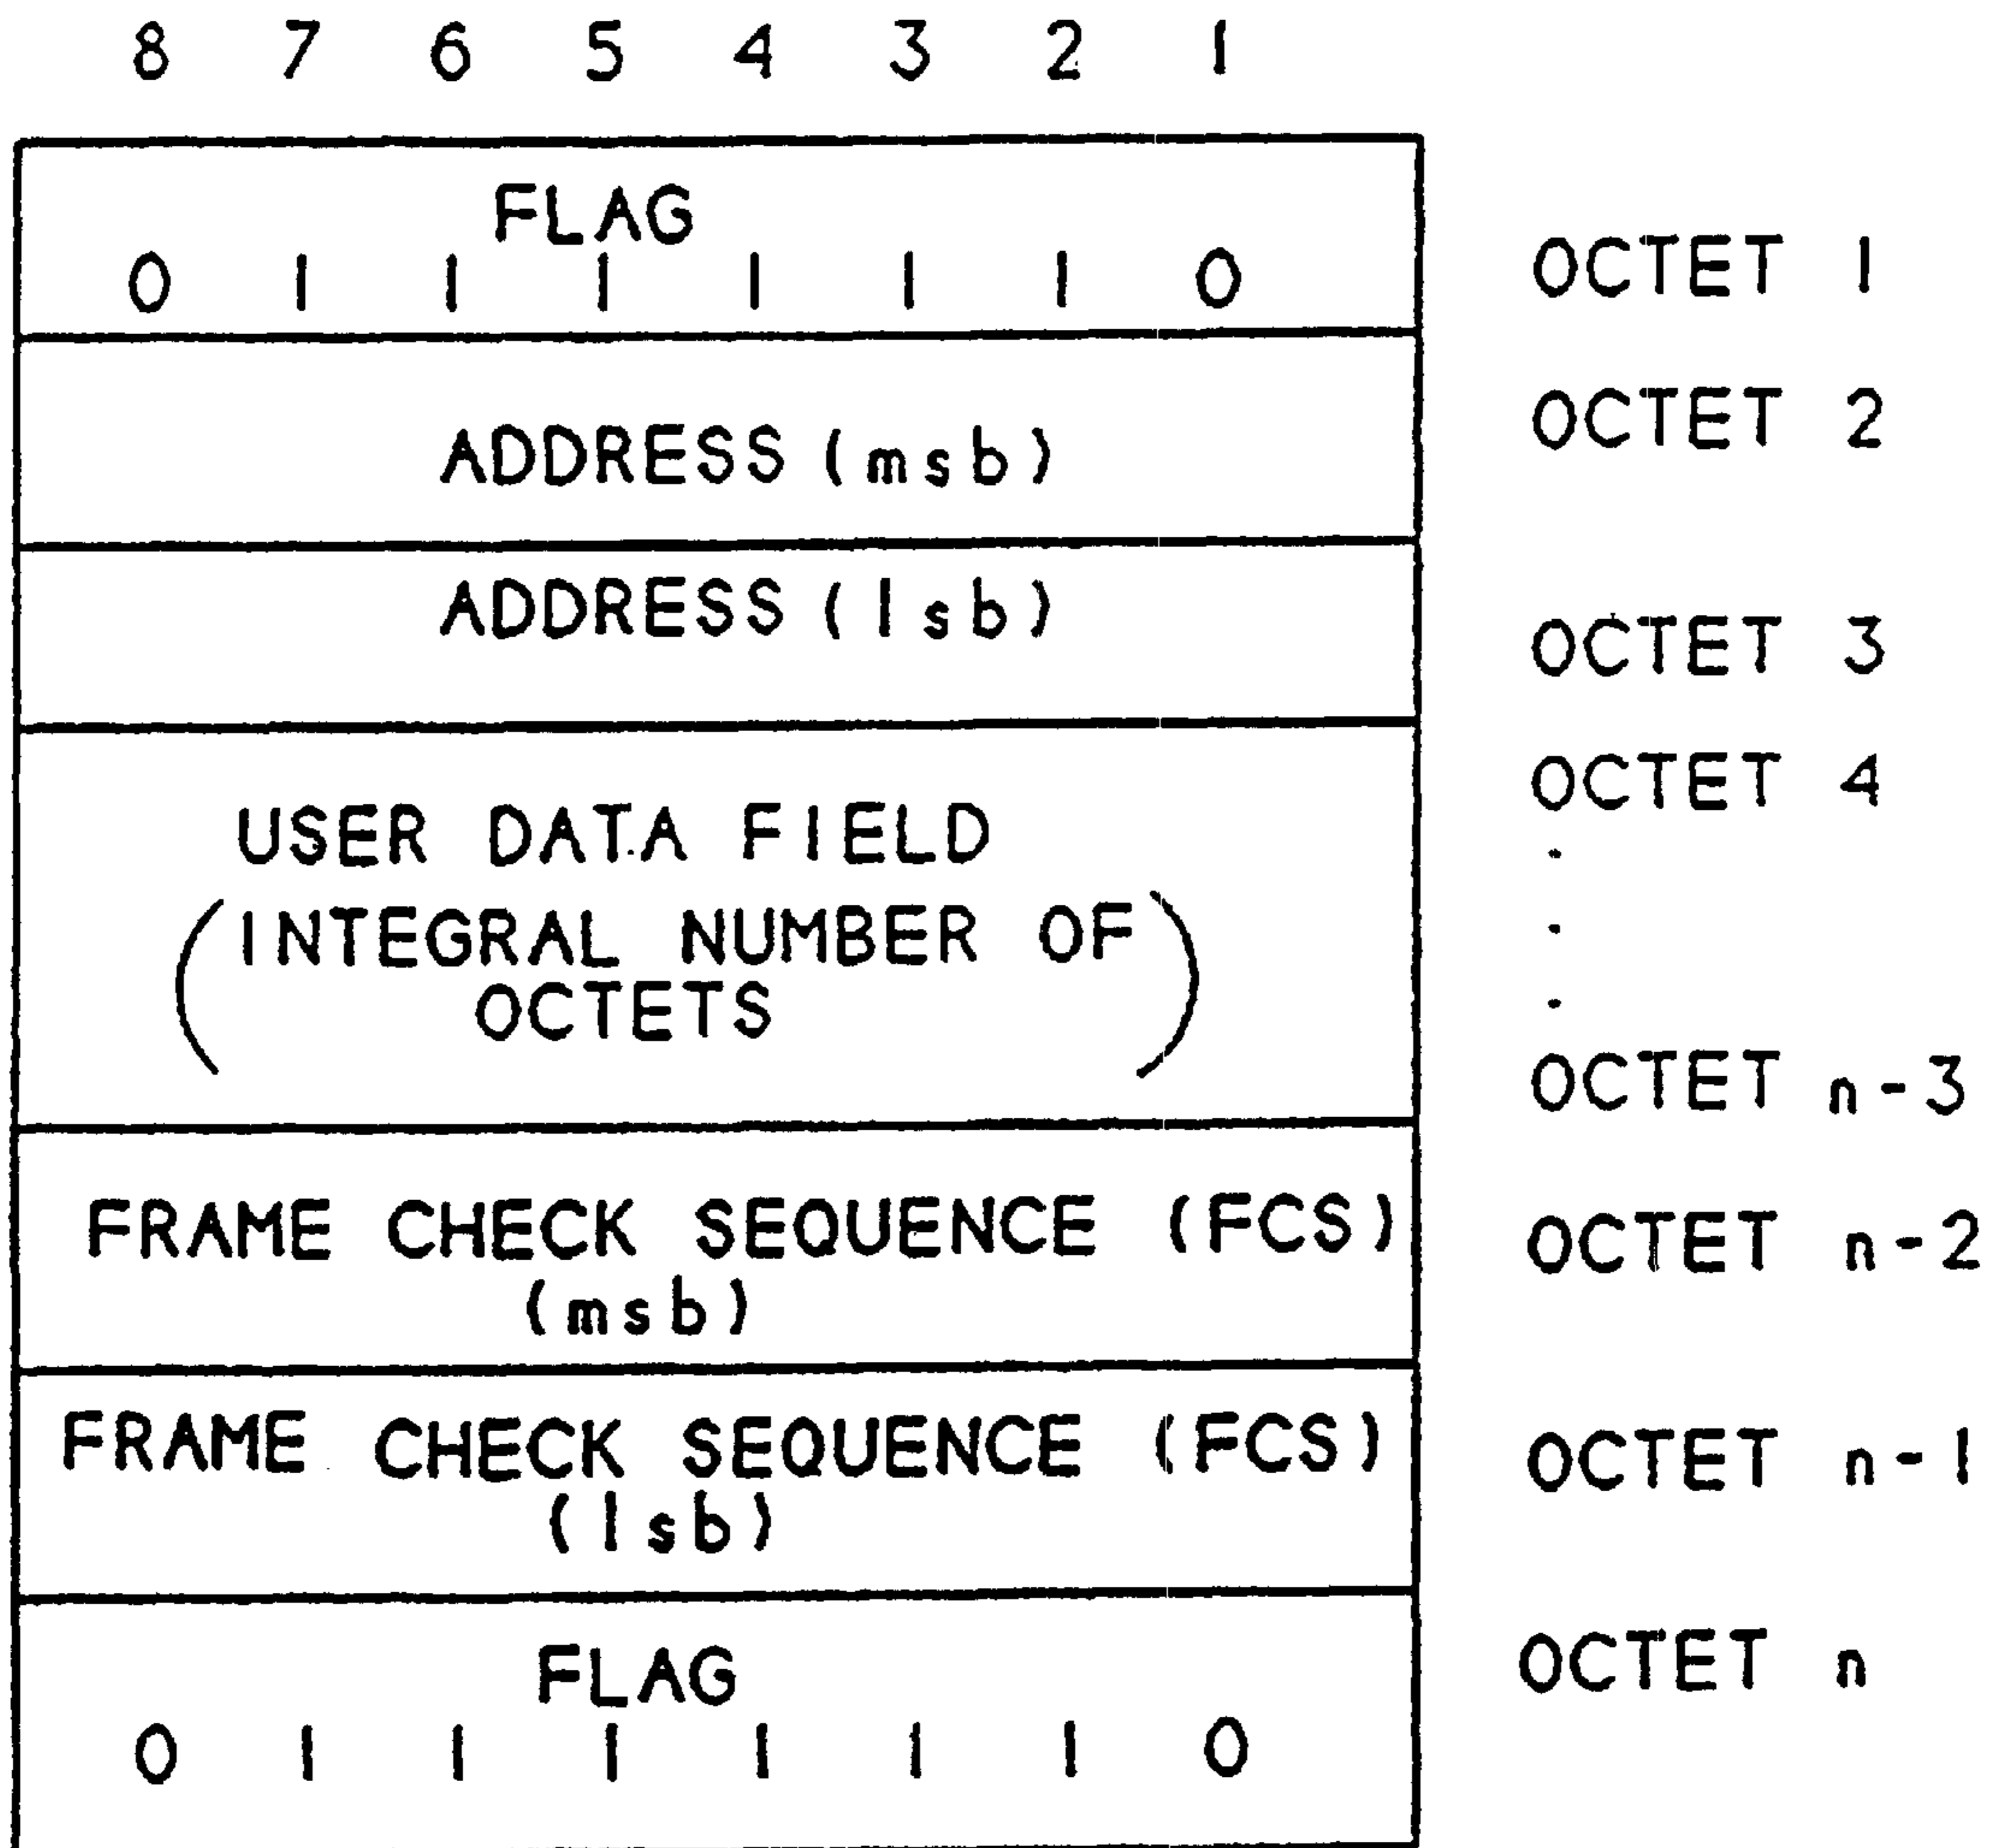 8 7 6 5 4 3 2 1
FLAG
0 1 1 1 1 1 1 0 OCTET 1
ADDRESS (msb) OCTET 2
ADDRESS (lsb) OCTET 3
OCTET 4
USER DATA FIELD
(INTEGRAL NUMBER OF
OCTETS)
.
.
.
OCTET n-3
FRAME CHECK SEQUENCE (FCS) OCTET n-2
(msb)
FRAME CHECK SEQUENCE (FCS) OCTET n-1
(lsb)
FLAG OCTET n
0 1 1 1 1 1 1 0